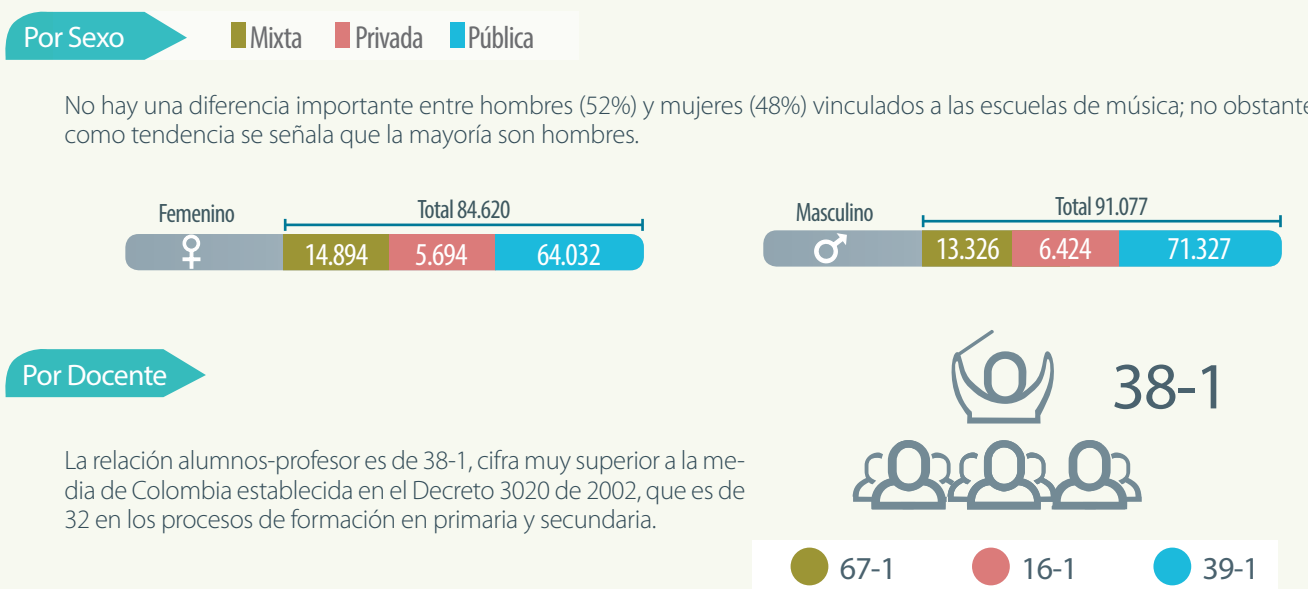 Por Sexo
Mixta Privada Pública
No hay una diferencia importante entre hombres (52%) y mujeres (48%) vinculados a las escuelas de música; no obstante
como tendencia se señala que la mayoría son hombres.
Femenino Total 84.620
14.894 5.694 64.032
Masculino Total 91.077
13.326 6.424 71.327
Por Docente
38-1
La relación alumnos-profesor es de 38-1, cifra muy superior a la me-
dia de Colombia establecida en el Decreto 3020 de 2002, que es de
32 en los procesos de formación en primaria y secundaria.
67-1 16-1 39-1